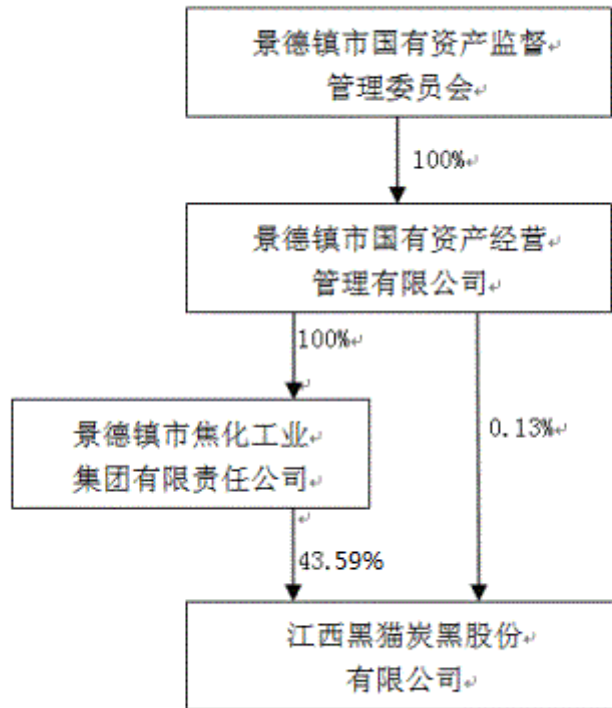 景德镇市国有资产监督
管理委员会
100%
景德镇市国有资产经营
管理有限公司
100%
0.13%
景德镇市焦化工业
集团有限责任公司
43.59%
江西黑猫炭黑股份
有限公司